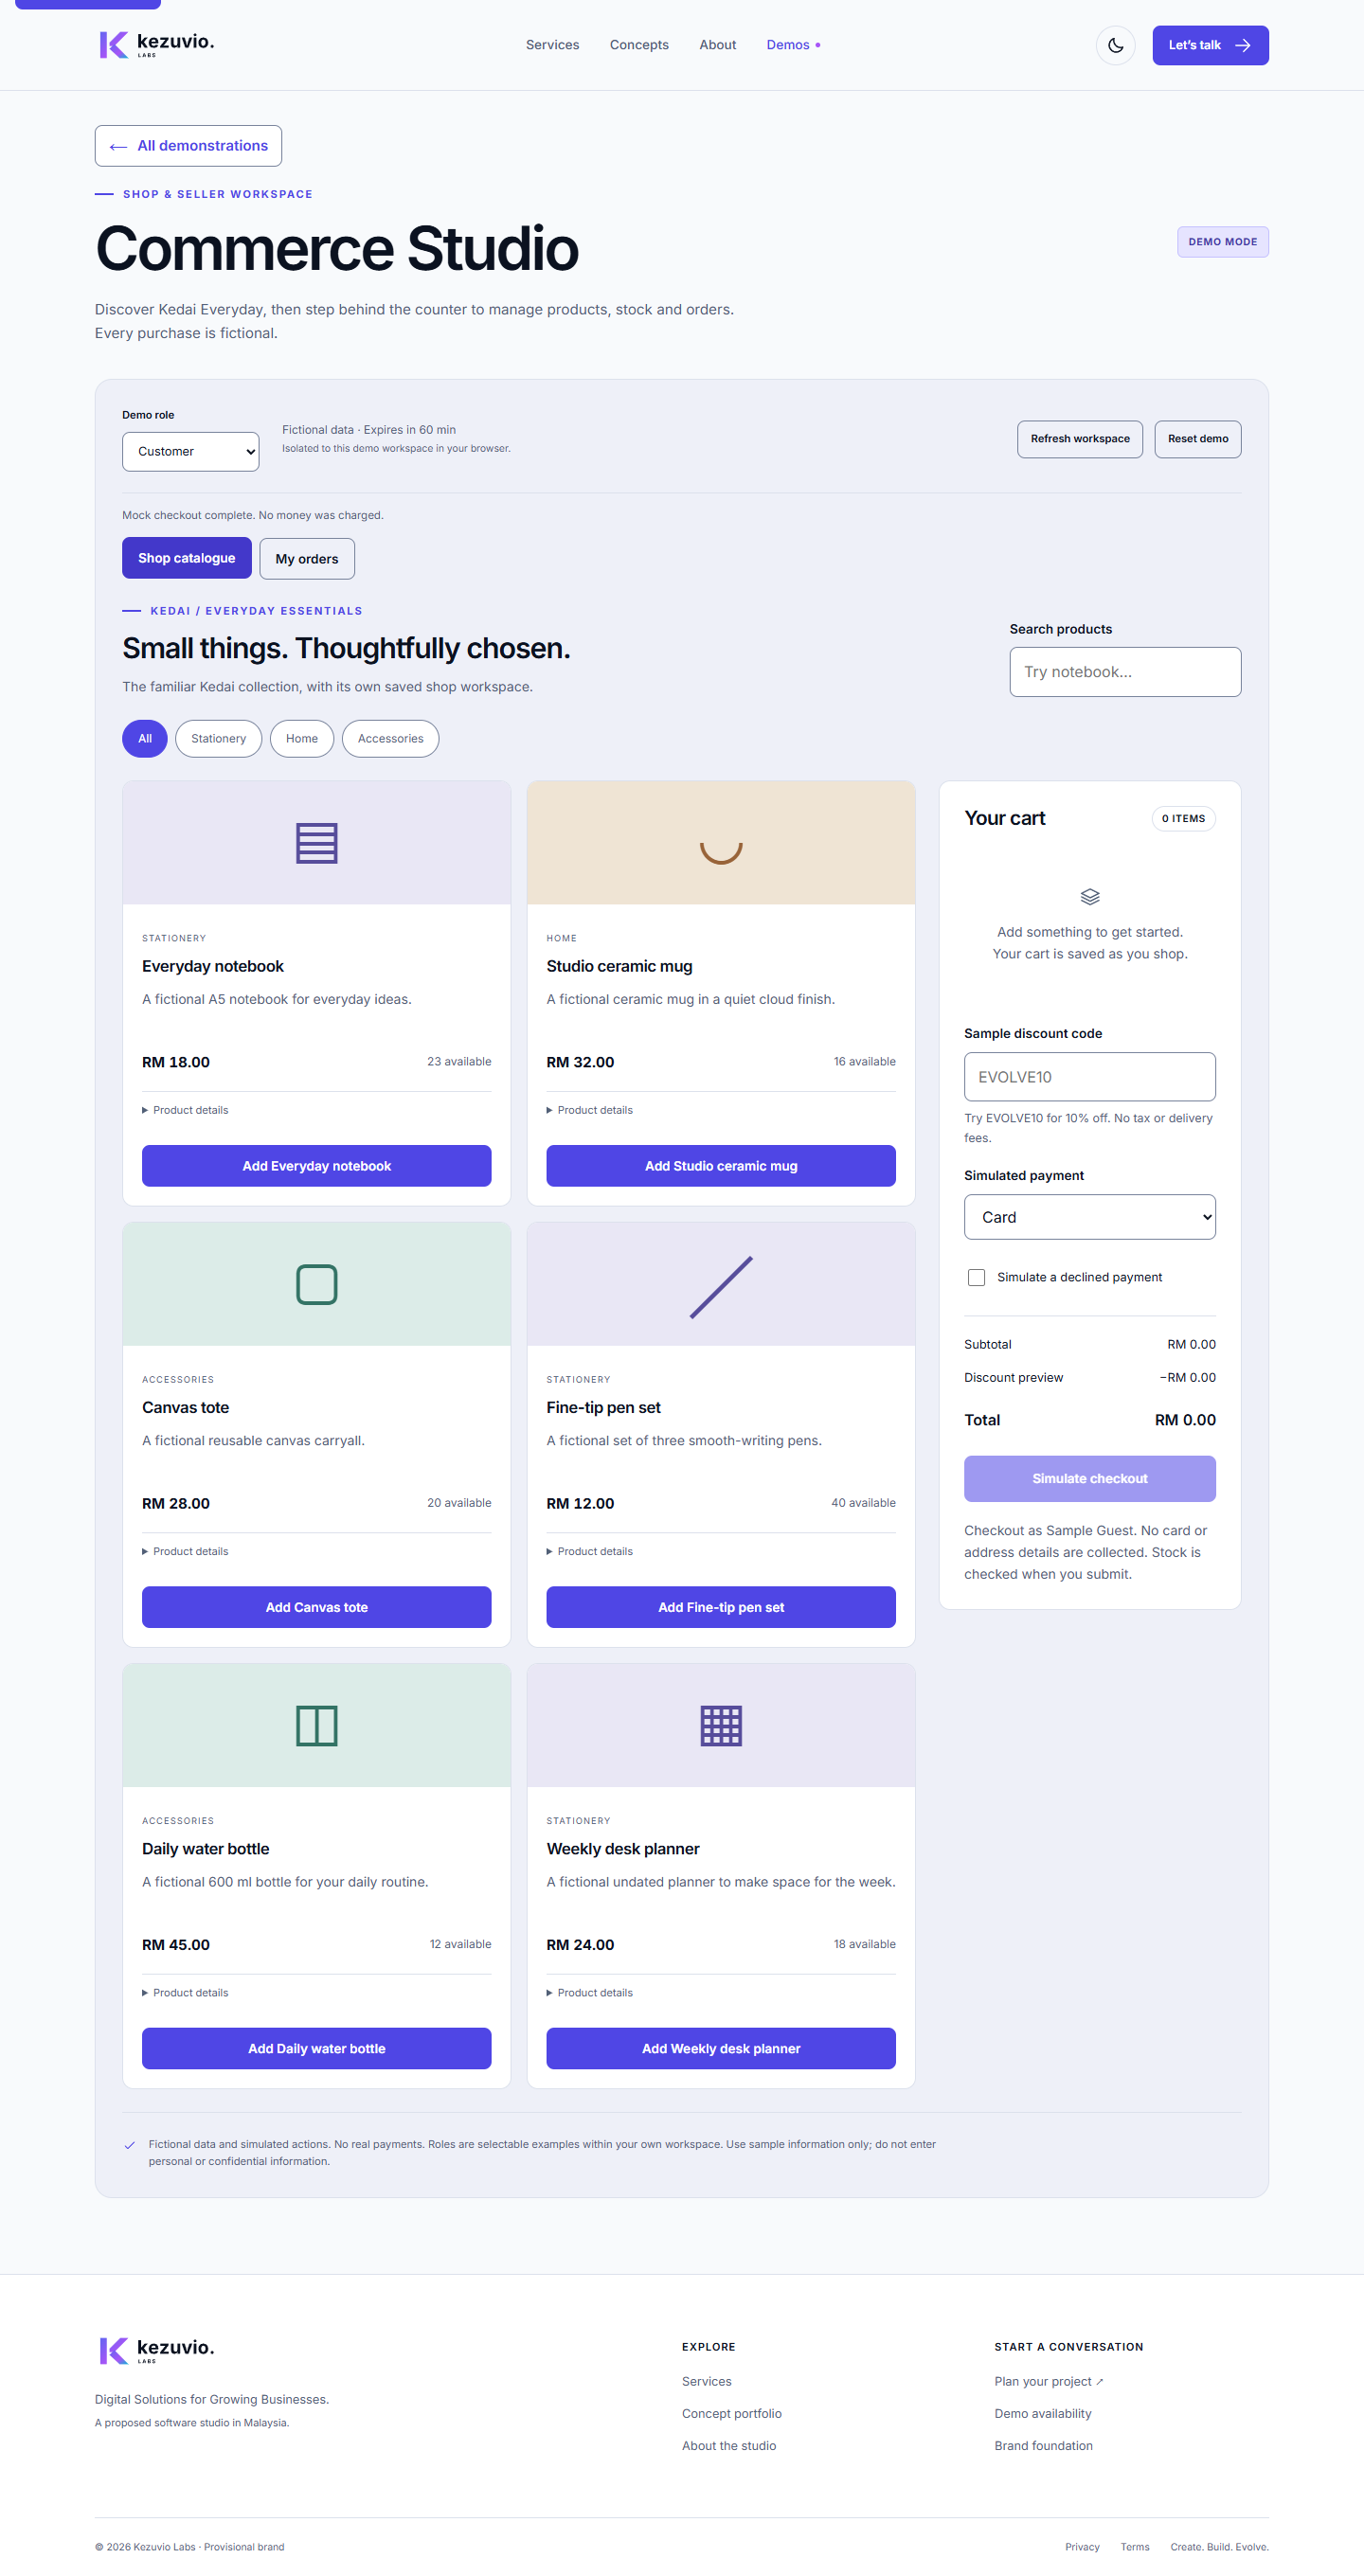 kezuvio.
LABS
Services
Concepts
About
Demos
Let's talk
All demonstrations
SHOP & SELLER WORKSPACE
Commerce Studio
DEMO MODE
Discover Kedai Everyday, then step behind the counter to manage products, stock and orders.
Every purchase is fictional.
Demo role
Customer
Fictional data · Expires in 60 min
Isolated to this demo workspace in your browser.
Refresh workspace
Reset demo
Mock checkout complete. No money was charged.
Shop catalogue
My orders
KEDAI / EVERYDAY ESSENTIALS
Small things. Thoughtfully chosen.
The familiar Kedai collection, with its own saved shop workspace.
Search products
Try notebook...
All
Stationery
Home
Accessories
STATIONERY
Everyday notebook
A fictional A5 notebook for everyday ideas.
RM 18.00
23 available
Product details
Add Everyday notebook
HOME
Studio ceramic mug
A fictional ceramic mug in a quiet cloud finish.
RM 32.00
16 available
Product details
Add Studio ceramic mug
ACCESSORIES
Canvas tote
A fictional reusable canvas carryall.
RM 28.00
20 available
Product details
Add Canvas tote
STATIONERY
Fine-tip pen set
A fictional set of three smooth-writing pens.
RM 12.00
40 available
Product details
Add Fine-tip pen set
ACCESSORIES
Daily water bottle
A fictional 600 ml bottle for your daily routine.
RM 45.00
12 available
Product details
Add Daily water bottle
STATIONERY
Weekly desk planner
A fictional undated planner to make space for the week.
RM 24.00
18 available
Product details
Add Weekly desk planner
Your cart
0 ITEMS
Add something to get started.
Your cart is saved as you shop.
Sample discount code
EVOLVE10
Try EVOLVE10 for 10% off. No tax or delivery
fees.
Simulated payment
Card
Simulate a declined payment
Subtotal
RM 0.00
Discount preview
−RM 0.00
Total
RM 0.00
Simulate checkout
Checkout as Sample Guest. No card or
address details are collected. Stock is
checked when you submit.
Fictional data and simulated actions. No real payments. Roles are selectable examples within your own workspace. Use sample information only; do not enter
personal or confidential information.
kezuvio.
LABS
Digital Solutions for Growing Businesses.
A proposed software studio in Malaysia.
EXPLORE
Services
Concept portfolio
About the studio
START A CONVERSATION
Plan your project ↗
Demo availability
Brand foundation
© 2026 Kezuvio Labs · Provisional brand
Privacy
Terms
Create. Build. Evolve.